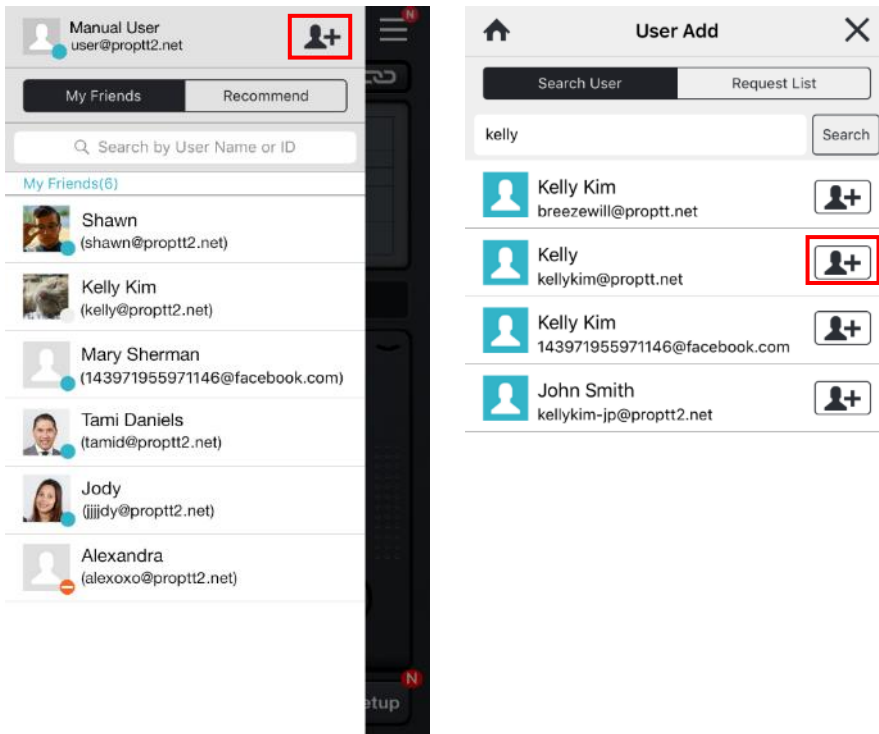 Manual User
user@proptt2.net
N
My Friends
Recommend
Search by User Name or ID
My Friends(6)
Shawn
(shawn@proptt2.net)
Kelly Kim
(kelly@proptt2.net)
Mary Sherman
(143971955971146@facebook.com)
Tami Daniels
(tamid@proptt2.net)
Jody
(jjjjdy@proptt2.net)
Alexandra
(alexoxo@proptt2.net)
N
etup
User Add
Search User
Request List
kelly
Search
Kelly Kim
breezewill@proptt.net
Kelly
kellykim@proptt.net
Kelly Kim
143971955971146@facebook.com
John Smith
kellykim-jp@proptt2.net